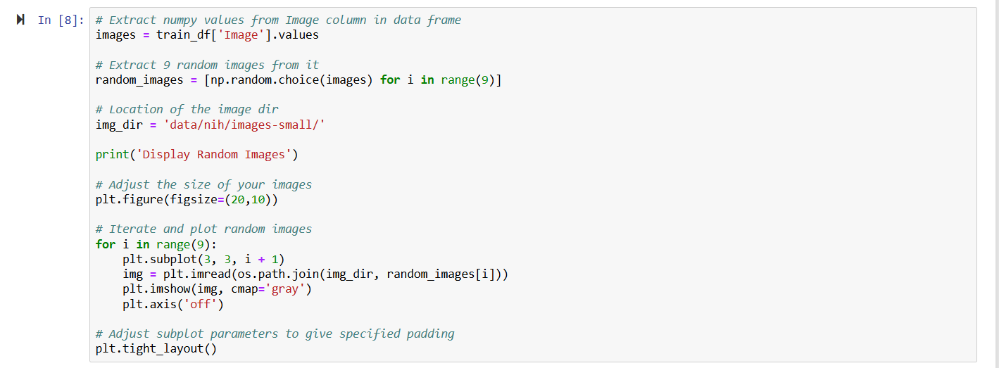 In [8]: # Extract numpy values from Image column in data frame
images = train_df['Image'].values
# Extract 9 random images from it
random_images = [np.random.choice(images) for i in range(9)]
# Location of the image dir
img_dir = 'data/nih/images-small/'
print('Display Random Images')
# Adjust the size of your images
plt.figure(figsize=(20,10))
# Iterate and plot random images
for i in range(9):
    plt.subplot(3, 3, i + 1)
    img = plt.imread(os.path.join(img_dir, random_images[i]))
    plt.imshow(img, cmap='gray')
    plt.axis('off')
# Adjust subplot parameters to give specified padding
plt.tight_layout()